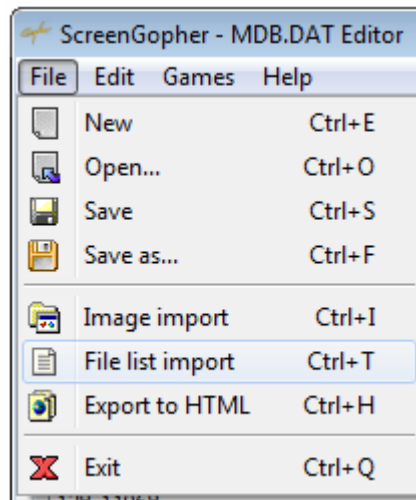 ScreenGopher - MDB.DAT Editor
File Edit Games Help
New Ctrl+E
Open... Ctrl+O
Save Ctrl+S
Save as... Ctrl+F
Image import Ctrl+I
File list import Ctrl+T
Export to HTML Ctrl+H
Exit Ctrl+Q